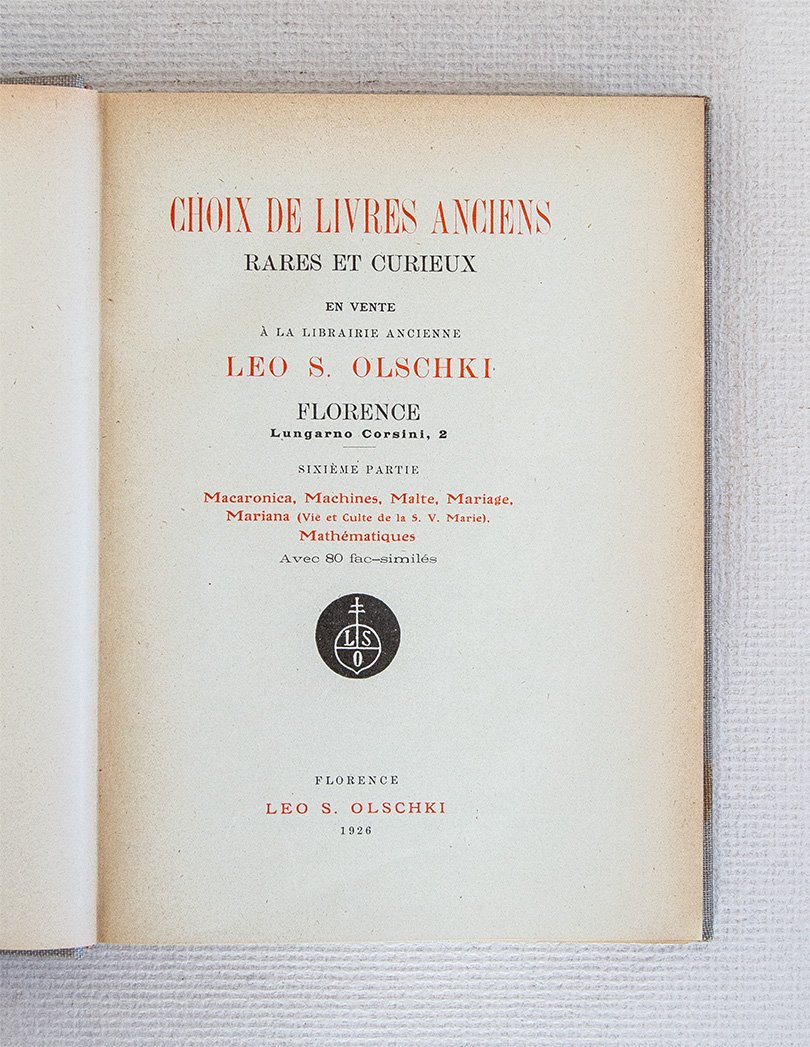 CHOIX DE LIVRES ANCIENS
RARES ET CURIEUX
EN VENTE
À LA LIBRAIRIE ANCIENNE
LEO S. OLSCHKI
FLORENCE
Lungarno Corsini, 2
SIXIÈME PARTIE
Macaronica, Machines, Malte, Mariage,
Mariana (Vie et Culte de la S. V. Marie).
Mathématiques
Avec 80 fac-similés
L S
O
FLORENCE
LEO S. OLSCHKI
1926